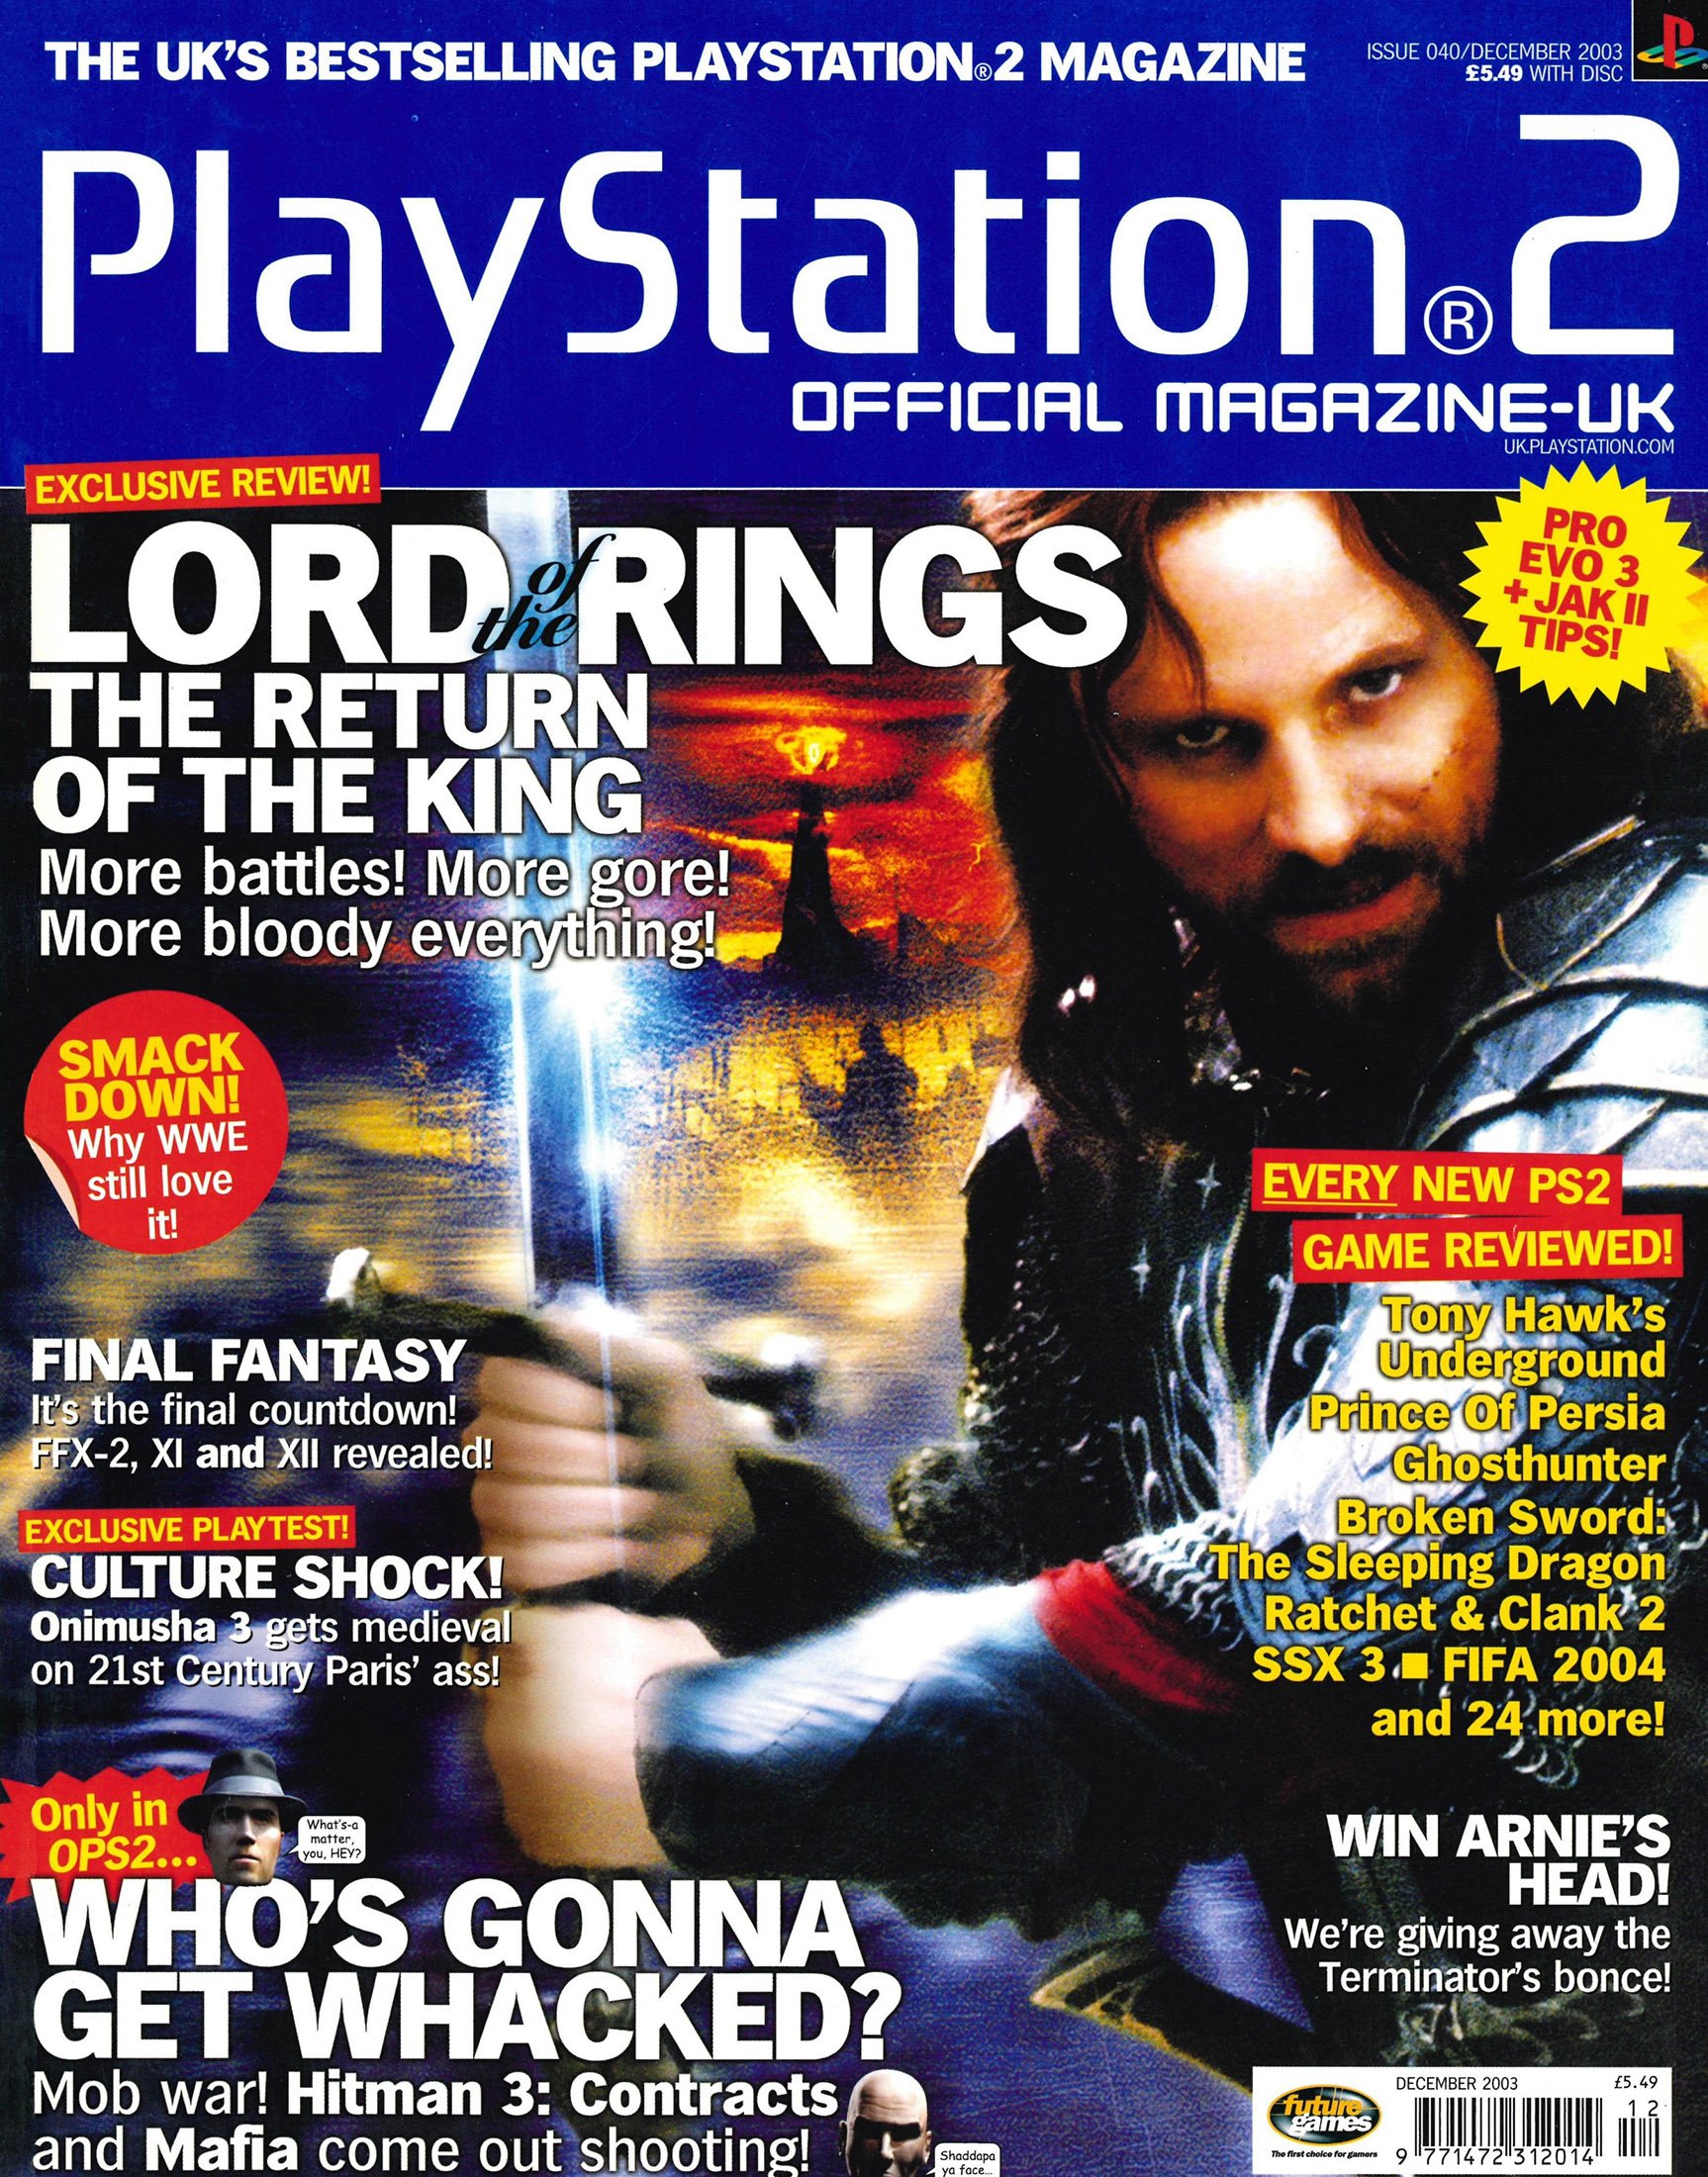 THE UK'S BESTSELLING PLAYSTATION®2 MAGAZINE
ISSUE 040/DECEMBER 2003
£5.49 WITH DISC
PlayStation®2
OFFICIAL MAGAZINE-UK
UK.PLAYSTATION.COM
EXCLUSIVE REVIEW!
LORD of the RINGS
THE RETURN
OF THE KING
More battles! More gore!
More bloody everything!
PRO
EVO 3
+ JAK II
TIPS!
SMACK
DOWN!
Why WWE
still love
it!
FINAL FANTASY
It's the final countdown!
FFX-2, XI and XII revealed!
EXCLUSIVE PLAYTEST!
CULTURE SHOCK!
Onimusha 3 gets medieval
on 21st Century Paris' ass!
EVERY NEW PS2
GAME REVIEWED!
Tony Hawk's
Underground
Prince Of Persia
Ghosthunter
Broken Sword:
The Sleeping Dragon
Ratchet & Clank 2
SSX 3 ■ FIFA 2004
and 24 more!
Only in
OPS2...
What's-a
matter,
you, HEY?
WHO'S GONNA
GET WHACKED?
Mob war! Hitman 3: Contracts
and Mafia come out shooting!
Shaddapa
ya face...
WIN ARNIE'S
HEAD!
We're giving away the
Terminator's bonce!
future
games
The first choice for gamers
DECEMBER 2003
£5.49
1 2
9 771472 312014